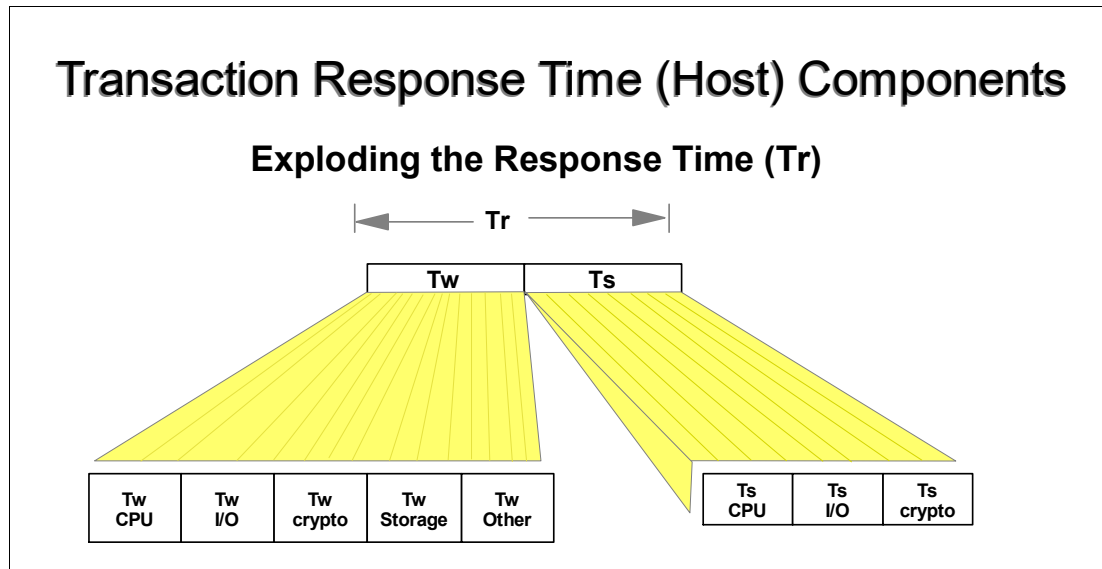 Transaction Response Time (Host) Components
Exploding the Response Time (Tr)
Tr
Tw Ts
Tw CPU
Tw I/O
Tw crypto
Tw Storage
Tw Other
Ts CPU
Ts I/O
Ts crypto